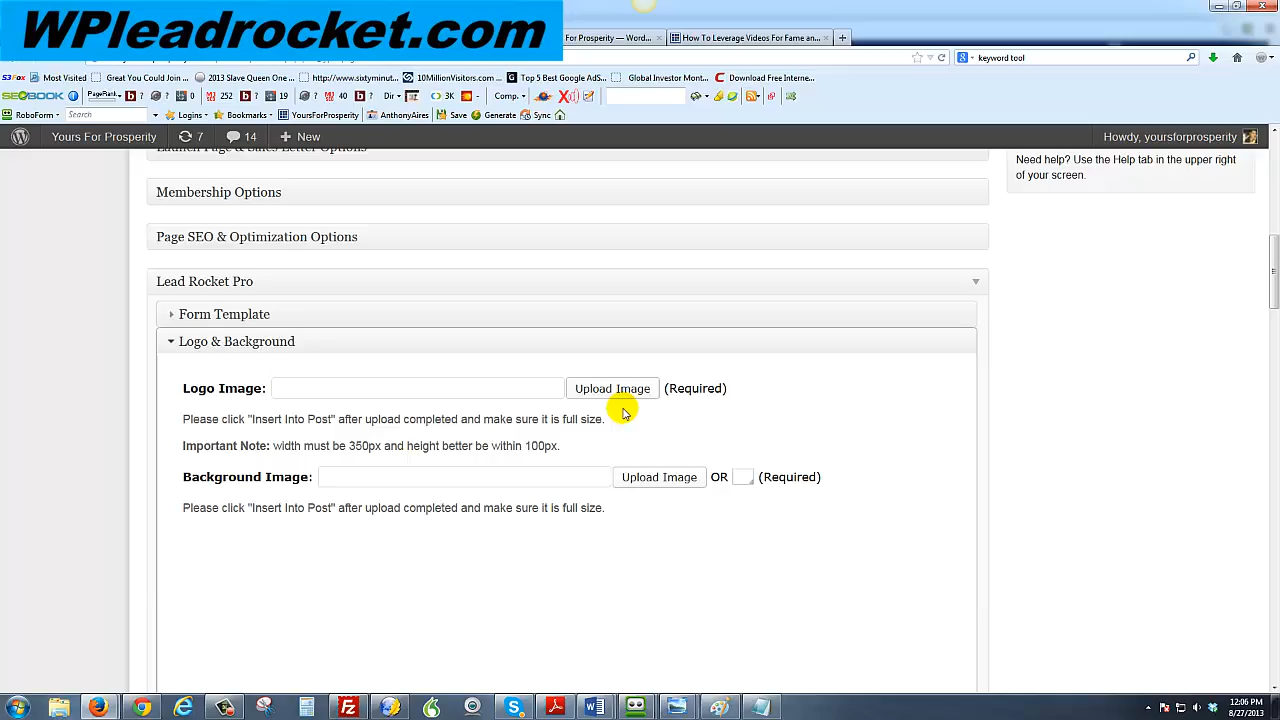 WPleadrocket.com
For Prosperity — Word...
How To Leverage Videos For Fame an...
keyword tool
S3Fox
Most Visited
Great You Could Join ...
2013 Slave Queen One ...
http://www.sixtyminut...
10MillionVisitors.com ...
Top 5 Best Google AdS...
Global Investor Mont...
Download Free Interne...
SEOBOOK
PageRank
b ?
?
0
252
b ?
19
?
40
b ?
Dir
3K
Comp.
RoboForm
Search
Logins
Bookmarks
YoursForProsperity
AnthonyAires
Save
Generate
Sync
Yours For Prosperity
7
14
New
Howdy, yoursforprosperity
Launch Page & Sales Letter Options
Need help? Use the Help tab in the upper right
of your screen.
Membership Options
Page SEO & Optimization Options
Lead Rocket Pro
Form Template
Logo & Background
Logo Image:
Upload Image
(Required)
Please click "Insert Into Post" after upload completed and make sure it is full size.
Important Note: width must be 350px and height better be within 100px.
Background Image:
Upload Image
OR
(Required)
Please click "Insert Into Post" after upload completed and make sure it is full size.
12:06 PM
8/27/2013